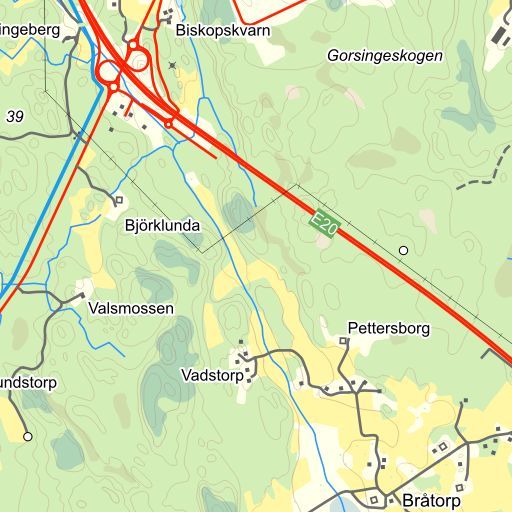 ingeberg
Biskopskvarn
Gorsingeskogen
39
E20
Björklunda
Valsmossen
Pettersborg
Vadstorp
undstorp
Bråtorp